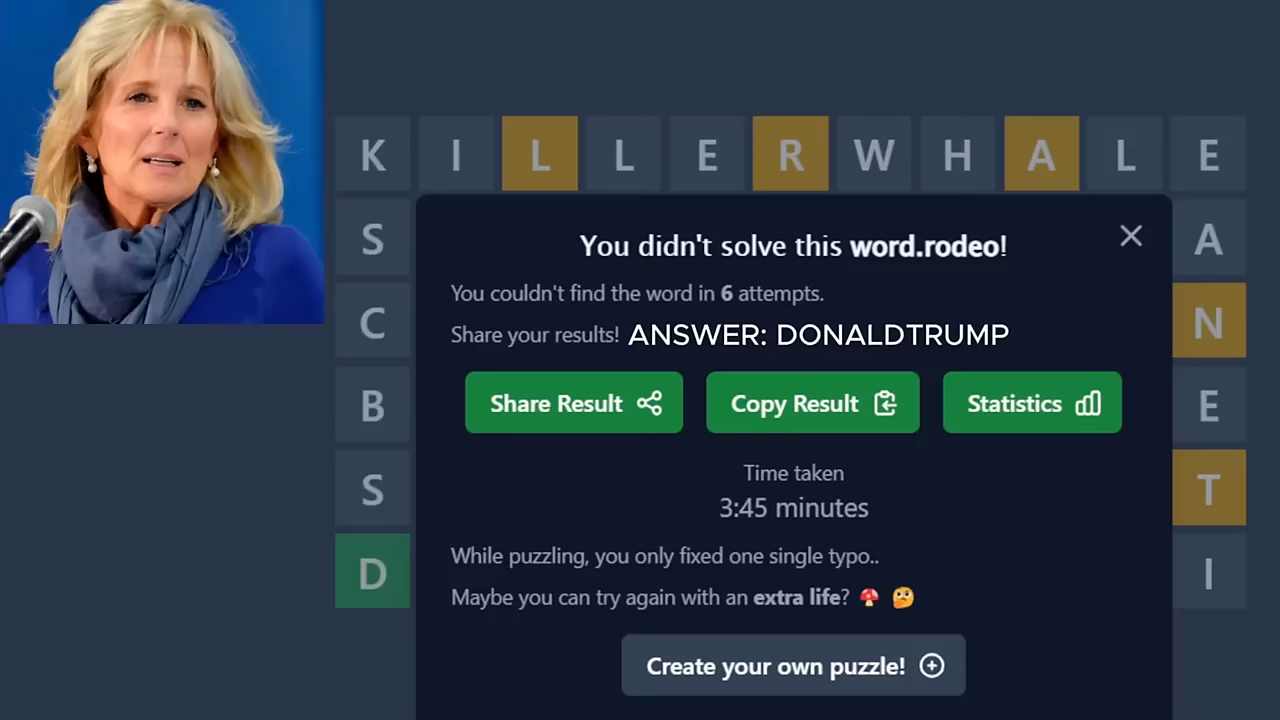 K I L L E R W H A L E
S A
You didn't solve this word.rodeo!
You couldn't find the word in 6 attempts.
C N
Share your results! ANSWER: DONALDTRUMP
B E
Share Result Copy Result Statistics
Time taken
S T
3:45 minutes
While puzzling, you only fixed one single typo..
D I
Maybe you can try again with an extra life?
Create your own puzzle!